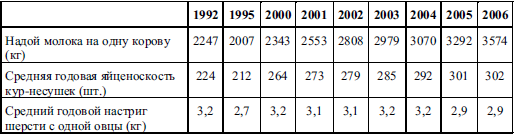 1992 1995 2000 2001 2002 2003 2004 2005 2006
Надой молока на одну корову (кг) 2247 2007 2343 2553 2808 2979 3070 3292 3574
Средняя годовая яйценоскость кур-несушек (шт.) 224 212 264 273 279 285 292 301 302
Средний годовой настриг шерсти с одной овцы (кг) 3,2 2,7 3,2 3,1 3,1 3,2 3,2 2,9 2,9